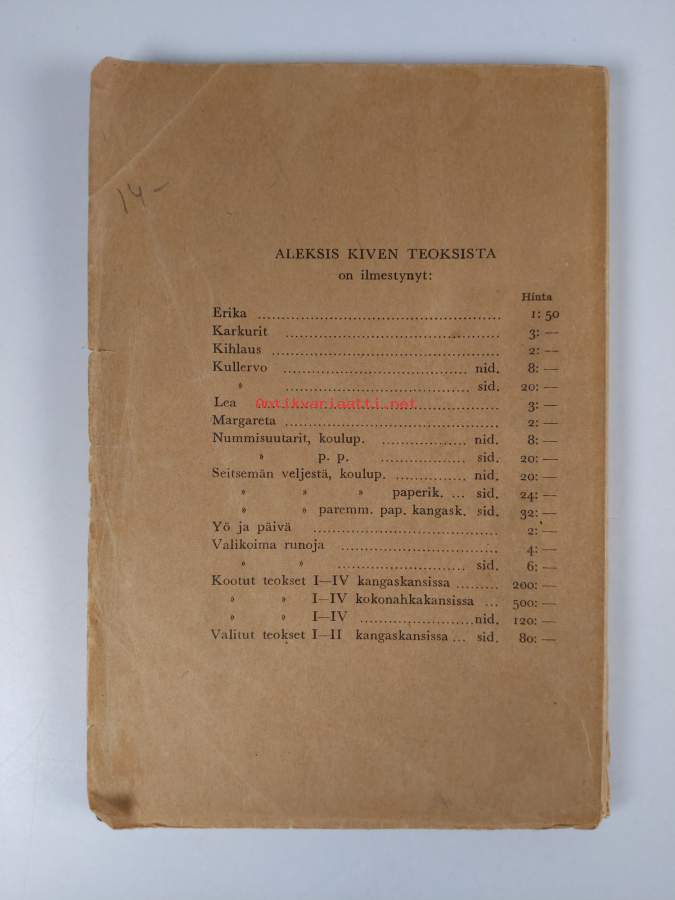 14-
ALEKSIS KIVEN TEOKSISTA
on ilmestynyt:
Hinta
Erika ........................................ 1: 50
Karkurit ........................................ 3: —
Kihlaus ........................................ 2: —
Kullervo ................................ nid. 8: —
» ................................ sid. 20: —
Lea ........................................ 3: —
antikvariaatti.net
Margareta ........................................ 2: —
Nummisuutarit, koulup. ................ nid. 8: —
» p. p. ................ sid. 20: —
Seitsemän veljestä, koulup. ............. nid. 20: —
» » » paperik. ... sid. 24: —
» » paremm. pap. kangask. sid. 32: —
Yö ja päivä ................................ 2: —
Valikoima runoja ............................ 4: —
» » ........................ sid. 6: —
Kootut teokset I—IV kangaskansissa ......... 200: —
» » I—IV kokonahkakansissa ... 500: —
» » I—IV ........................ nid. 120: —
Valitut teokset I—II kangaskansissa ... sid. 80: —